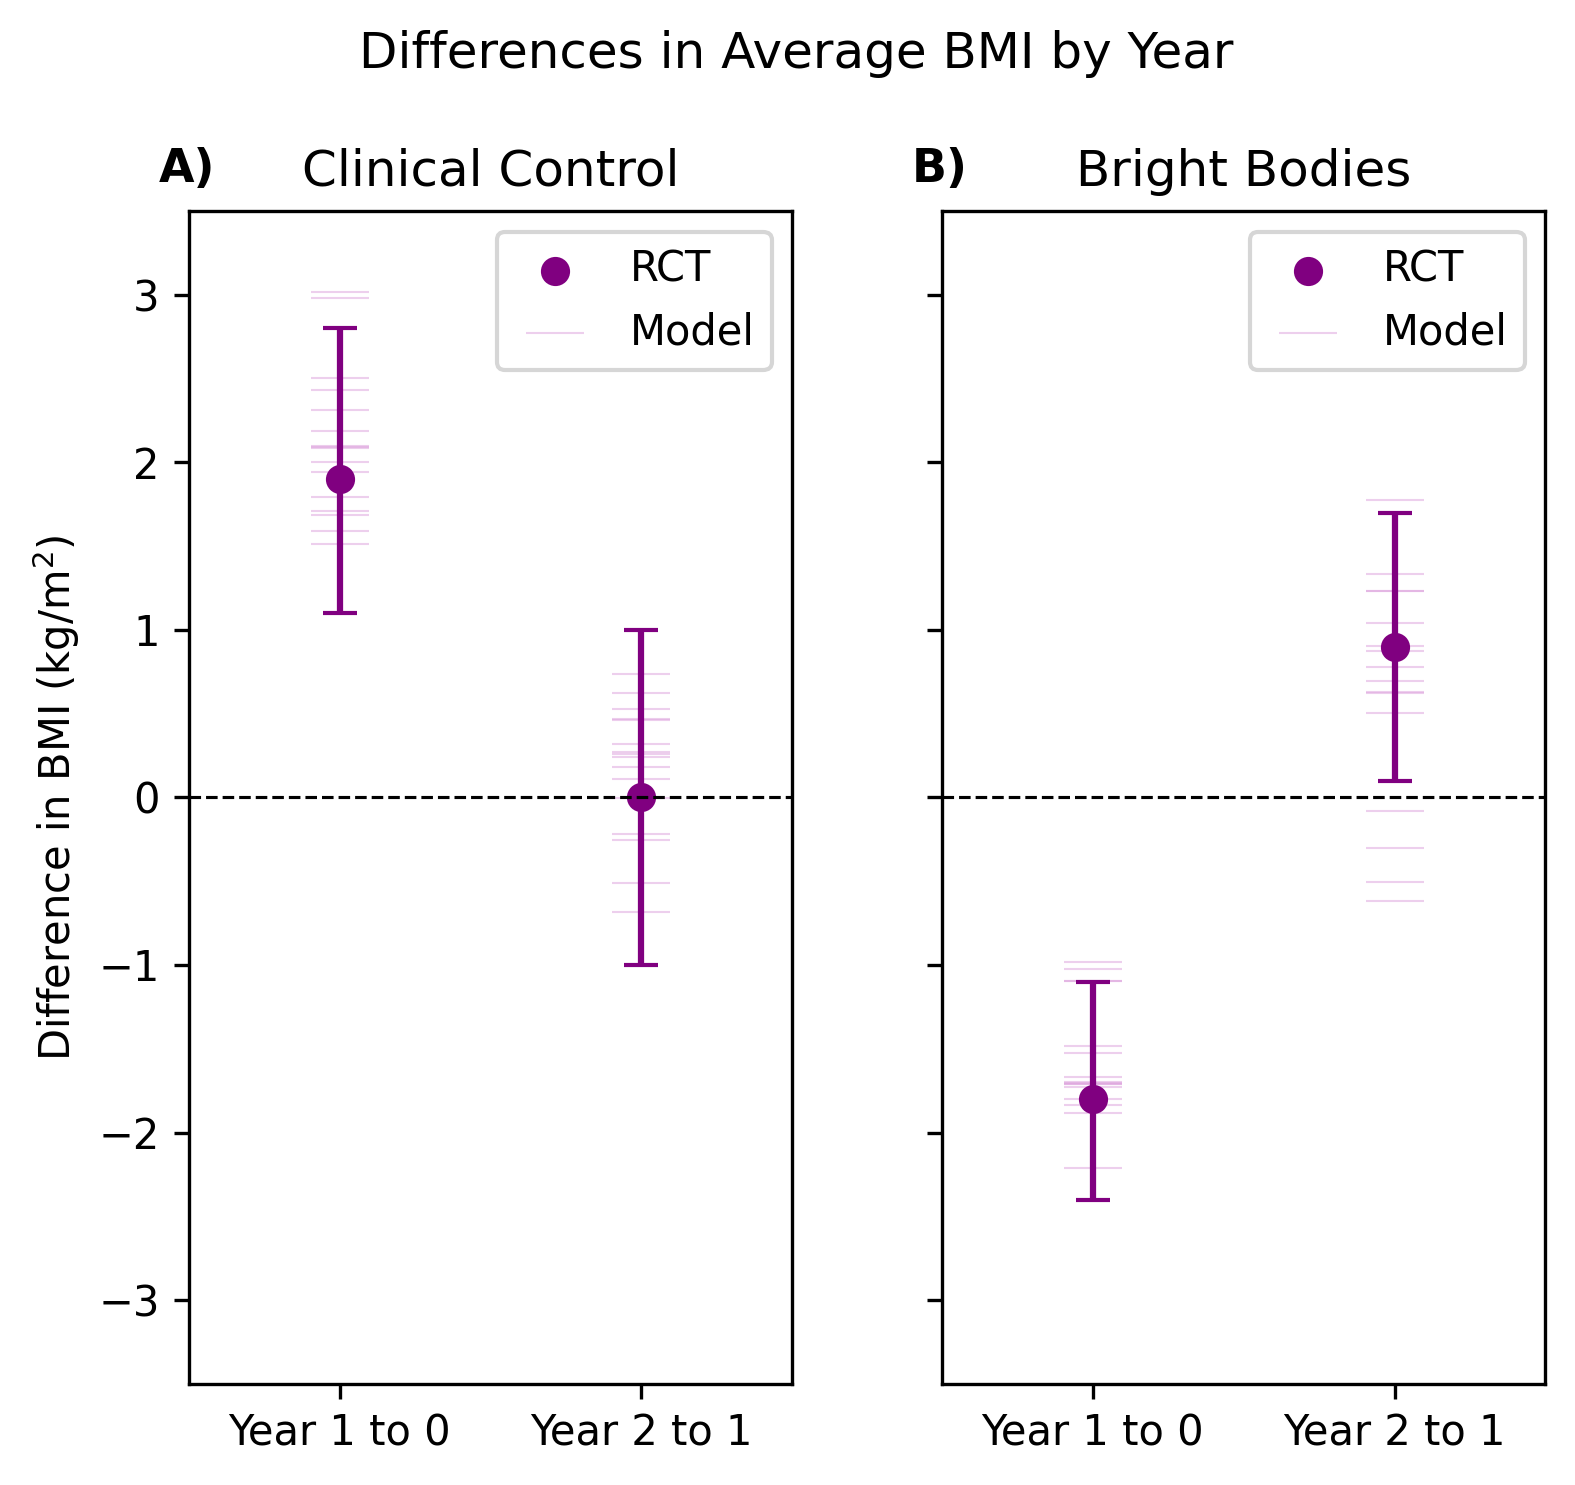 Differences in Average BMI by Year
A) Clinical Control
RCT
Model
B) Bright Bodies
RCT
Model
Difference in BMI (kg/m²)
3
2
1
0
−1
−2
−3
Year 1 to 0 Year 2 to 1
Year 1 to 0 Year 2 to 1